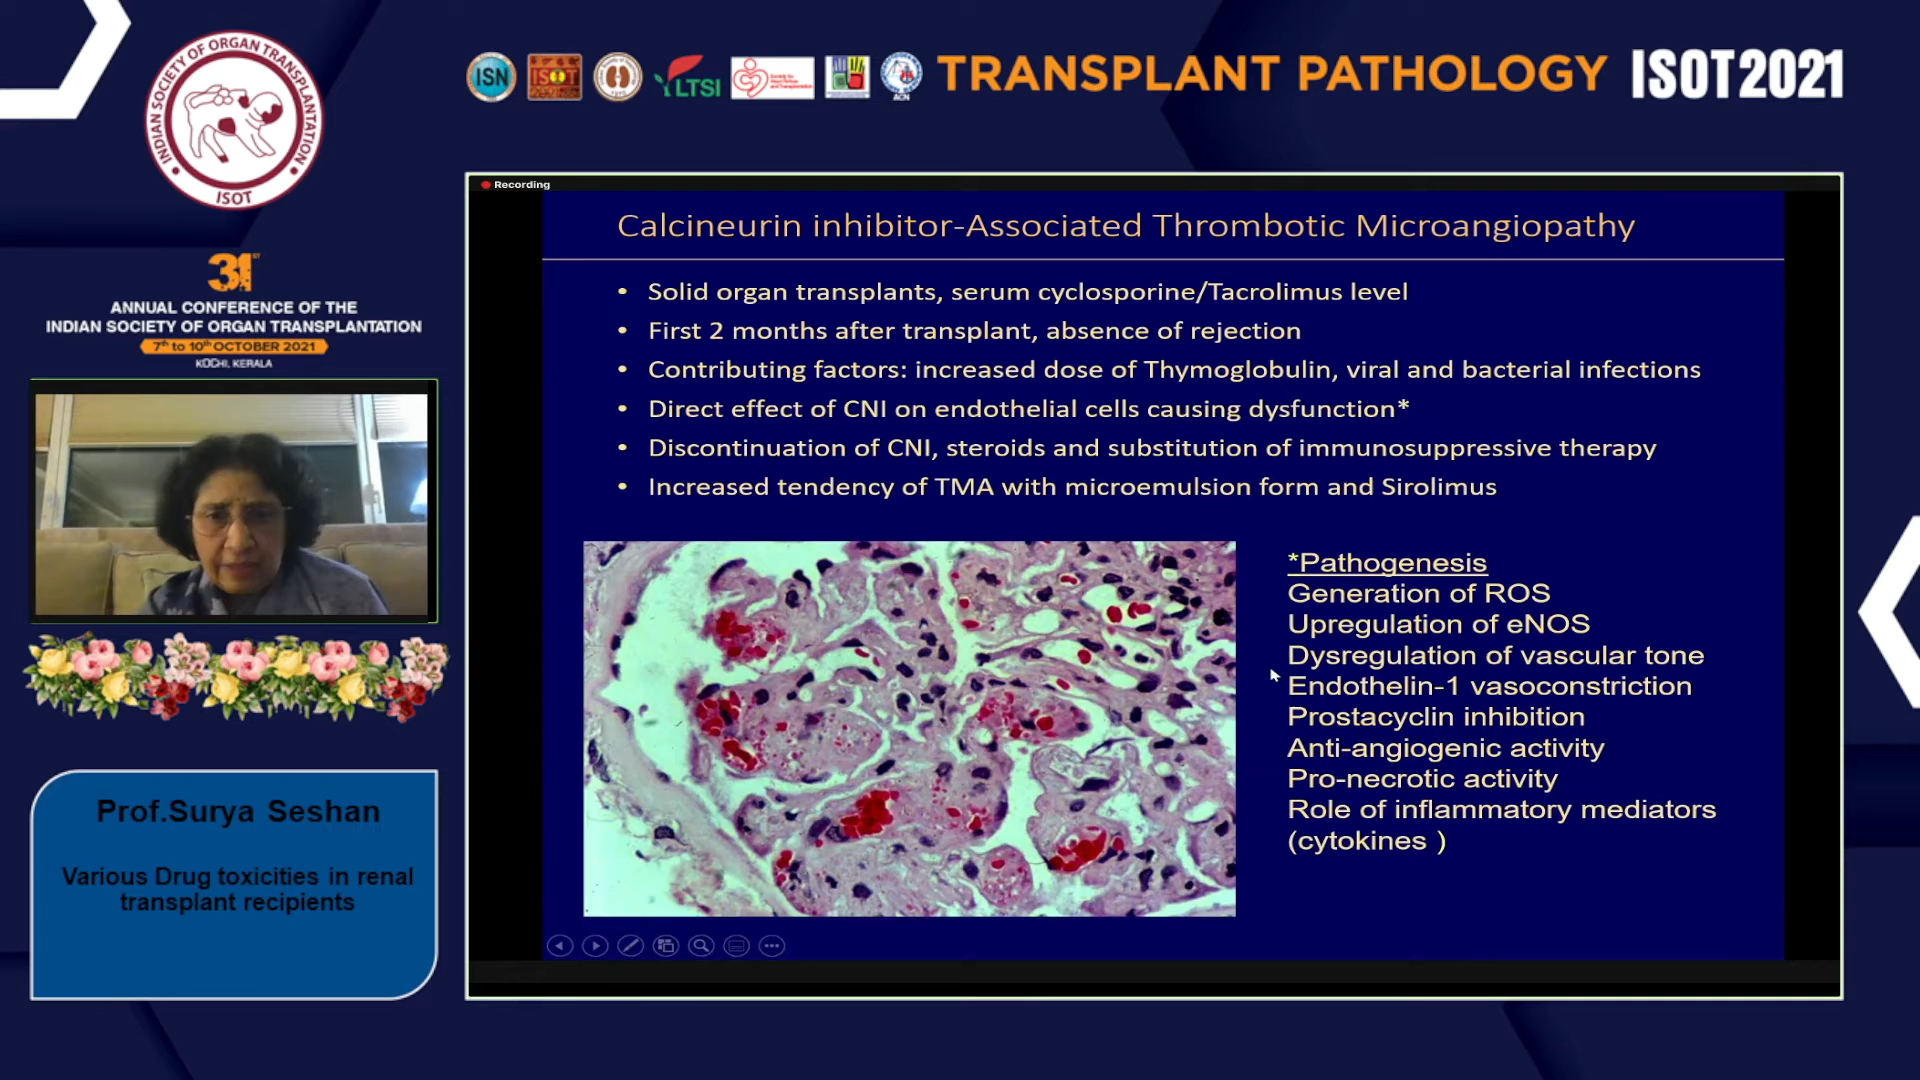 INDIAN SOCIETY OF ORGAN TRANSPLANTATION
ISOT
31ST
ANNUAL CONFERENCE OF THE
INDIAN SOCIETY OF ORGAN TRANSPLANTATION
7th to 10th OCTOBER 2021
KOCHI, KERALA
ISN
ISOT
LTSI
ACN
TRANSPLANT PATHOLOGY ISOT2021
Recording
Calcineurin inhibitor-Associated Thrombotic Microangiopathy
• Solid organ transplants, serum cyclosporine/Tacrolimus level
• First 2 months after transplant, absence of rejection
• Contributing factors: increased dose of Thymoglobulin, viral and bacterial infections
• Direct effect of CNI on endothelial cells causing dysfunction*
• Discontinuation of CNI, steroids and substitution of immunosuppressive therapy
• Increased tendency of TMA with microemulsion form and Sirolimus
*Pathogenesis
Generation of ROS
Upregulation of eNOS
Dysregulation of vascular tone
Endothelin-1 vasoconstriction
Prostacyclin inhibition
Anti-angiogenic activity
Pro-necrotic activity
Role of inflammatory mediators
(cytokines )
Prof.Surya Seshan
Various Drug toxicities in renal
transplant recipients